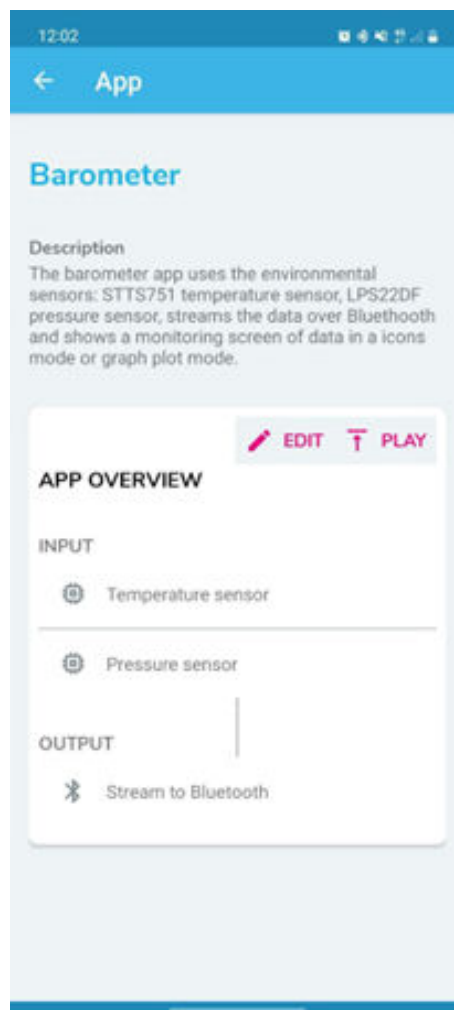 12:02
App
Barometer
Description
The barometer app uses the environmental
sensors: STTS751 temperature sensor, LPS22DF
pressure sensor, streams the data over Bluethooth
and shows a monitoring screen of data in a icons
mode or graph plot mode.
EDIT PLAY
APP OVERVIEW
INPUT
Temperature sensor
Pressure sensor
OUTPUT
Stream to Bluetooth